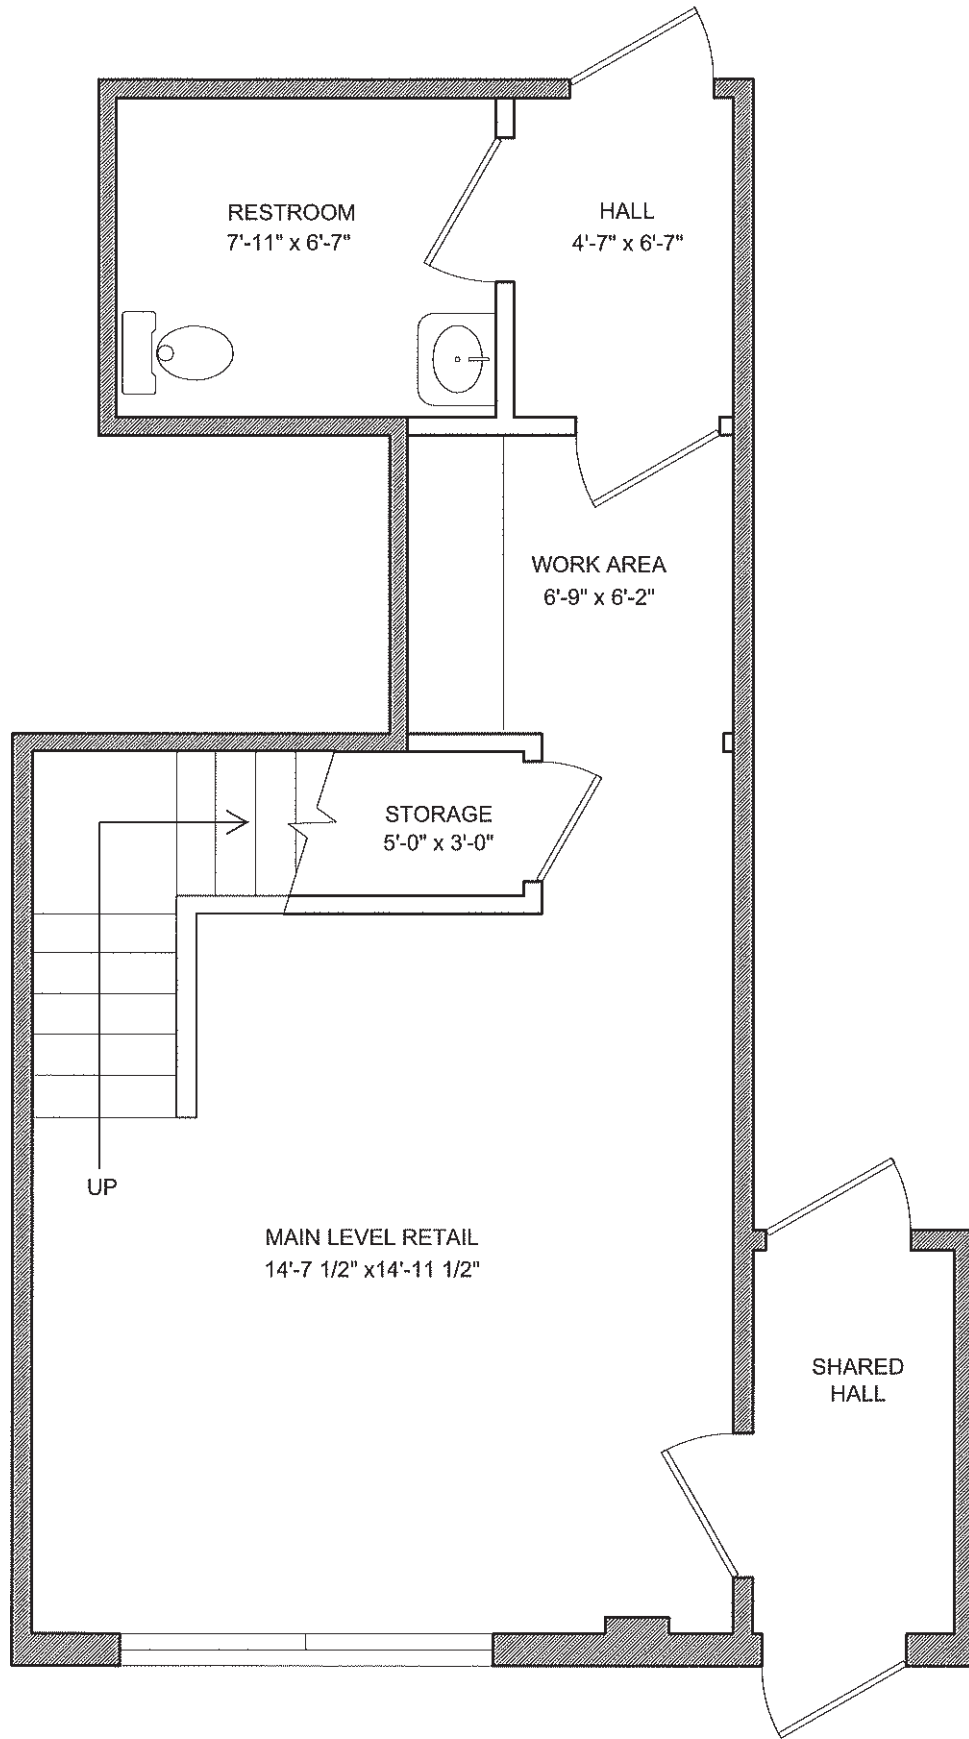 RESTROOM
7'-11" x 6'-7"
HALL
4'-7" x 6'-7"
WORK AREA
6'-9" x 6'-2"
STORAGE
5'-0" x 3'-0"
UP
MAIN LEVEL RETAIL
14'-7 1/2" x14'-11 1/2"
SHARED
HALL